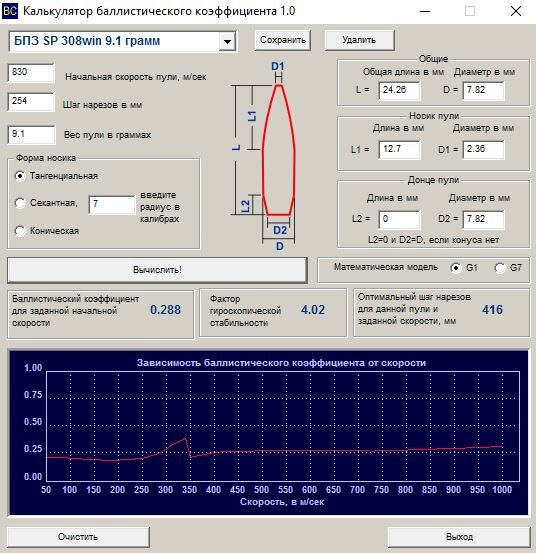 BC Калькулятор баллистического коэффициента 1.0
БПЗ SP 308win 9.1 грамм
Сохранить
Удалить
830 Начальная скорость пули, м/сек
254 Шаг нарезов в мм
9.1 Вес пули в граммах
Форма носика
Тангенциальная
Секантная, 7 введите
радиус в
калибрах
Коническая
D1
L1
L
L2
D2
D
Общие
Общая длина в мм Диаметр в мм
L = 24.26 D = 7.82
Носик пули
Длина в мм Диаметр в мм
L1 = 12.7 D1 = 2.36
Донце пули
Длина в мм Диаметр в мм
L2 = 0 D2 = 7.82
L2=0 и D2=D, если конуса нет
Вычислить!
Математическая модель G1 G7
Баллистический коэффициент
для заданной начальной
скорости
0.288
Фактор
гироскопической
стабильности
4.02
Оптимальный шаг нарезов
для данной пули и
заданной скорости, мм
416
Зависимость баллистического коэффициента от скорости
1.00
0.75
0.50
0.25
0.00
50 100 150 200 250 300 350 400 450 500 550 600 650 700 750 800 850 900 950 1000
Скорость, в м/сек
Очистить
Выход